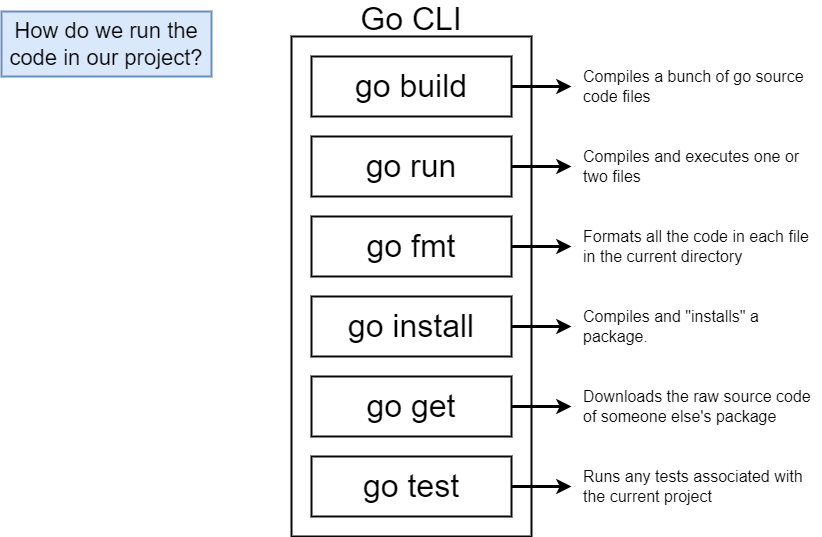 How do we run the
code in our project?
Go CLI
go build
Compiles a bunch of go source
code files
go run
Compiles and executes one or
two files
go fmt
Formats all the code in each file
in the current directory
go install
Compiles and "installs" a
package.
go get
Downloads the raw source code
of someone else's package
go test
Runs any tests associated with
the current project